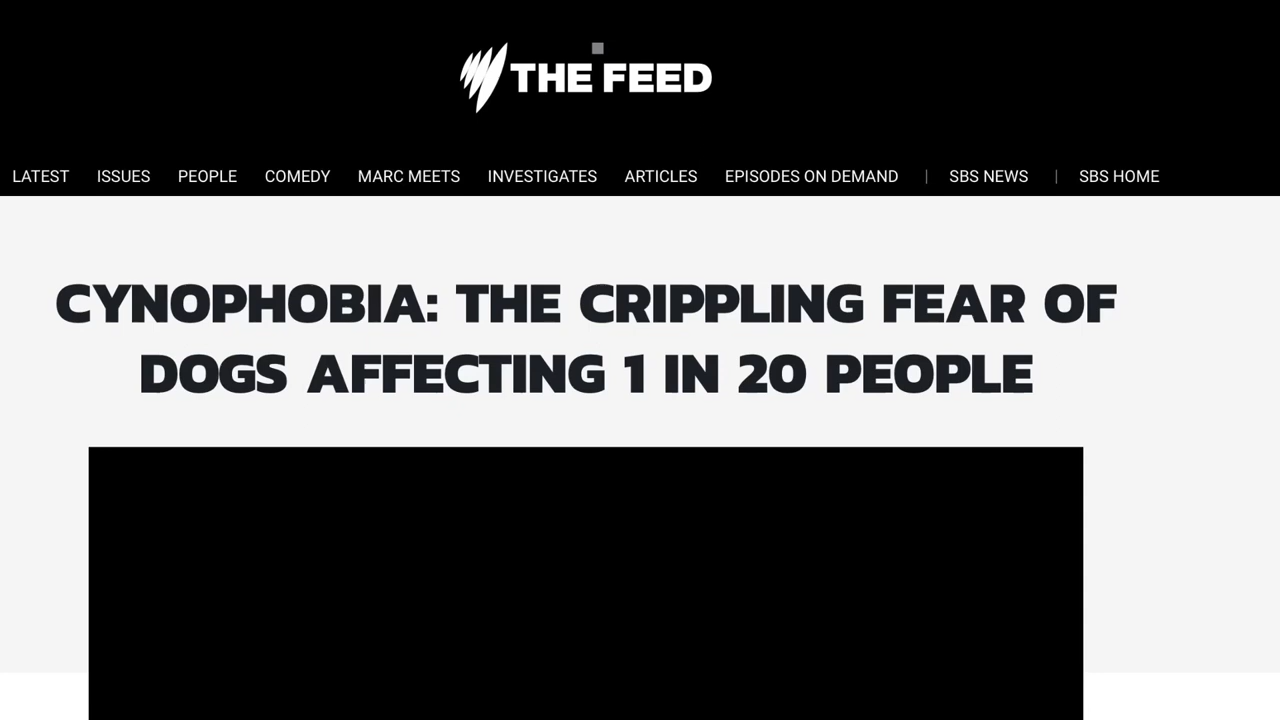 THE FEED
LATEST ISSUES PEOPLE COMEDY MARC MEETS INVESTIGATES ARTICLES EPISODES ON DEMAND | SBS NEWS | SBS HOME
CYNOPHOBIA: THE CRIPPLING FEAR OF
DOGS AFFECTING 1 IN 20 PEOPLE